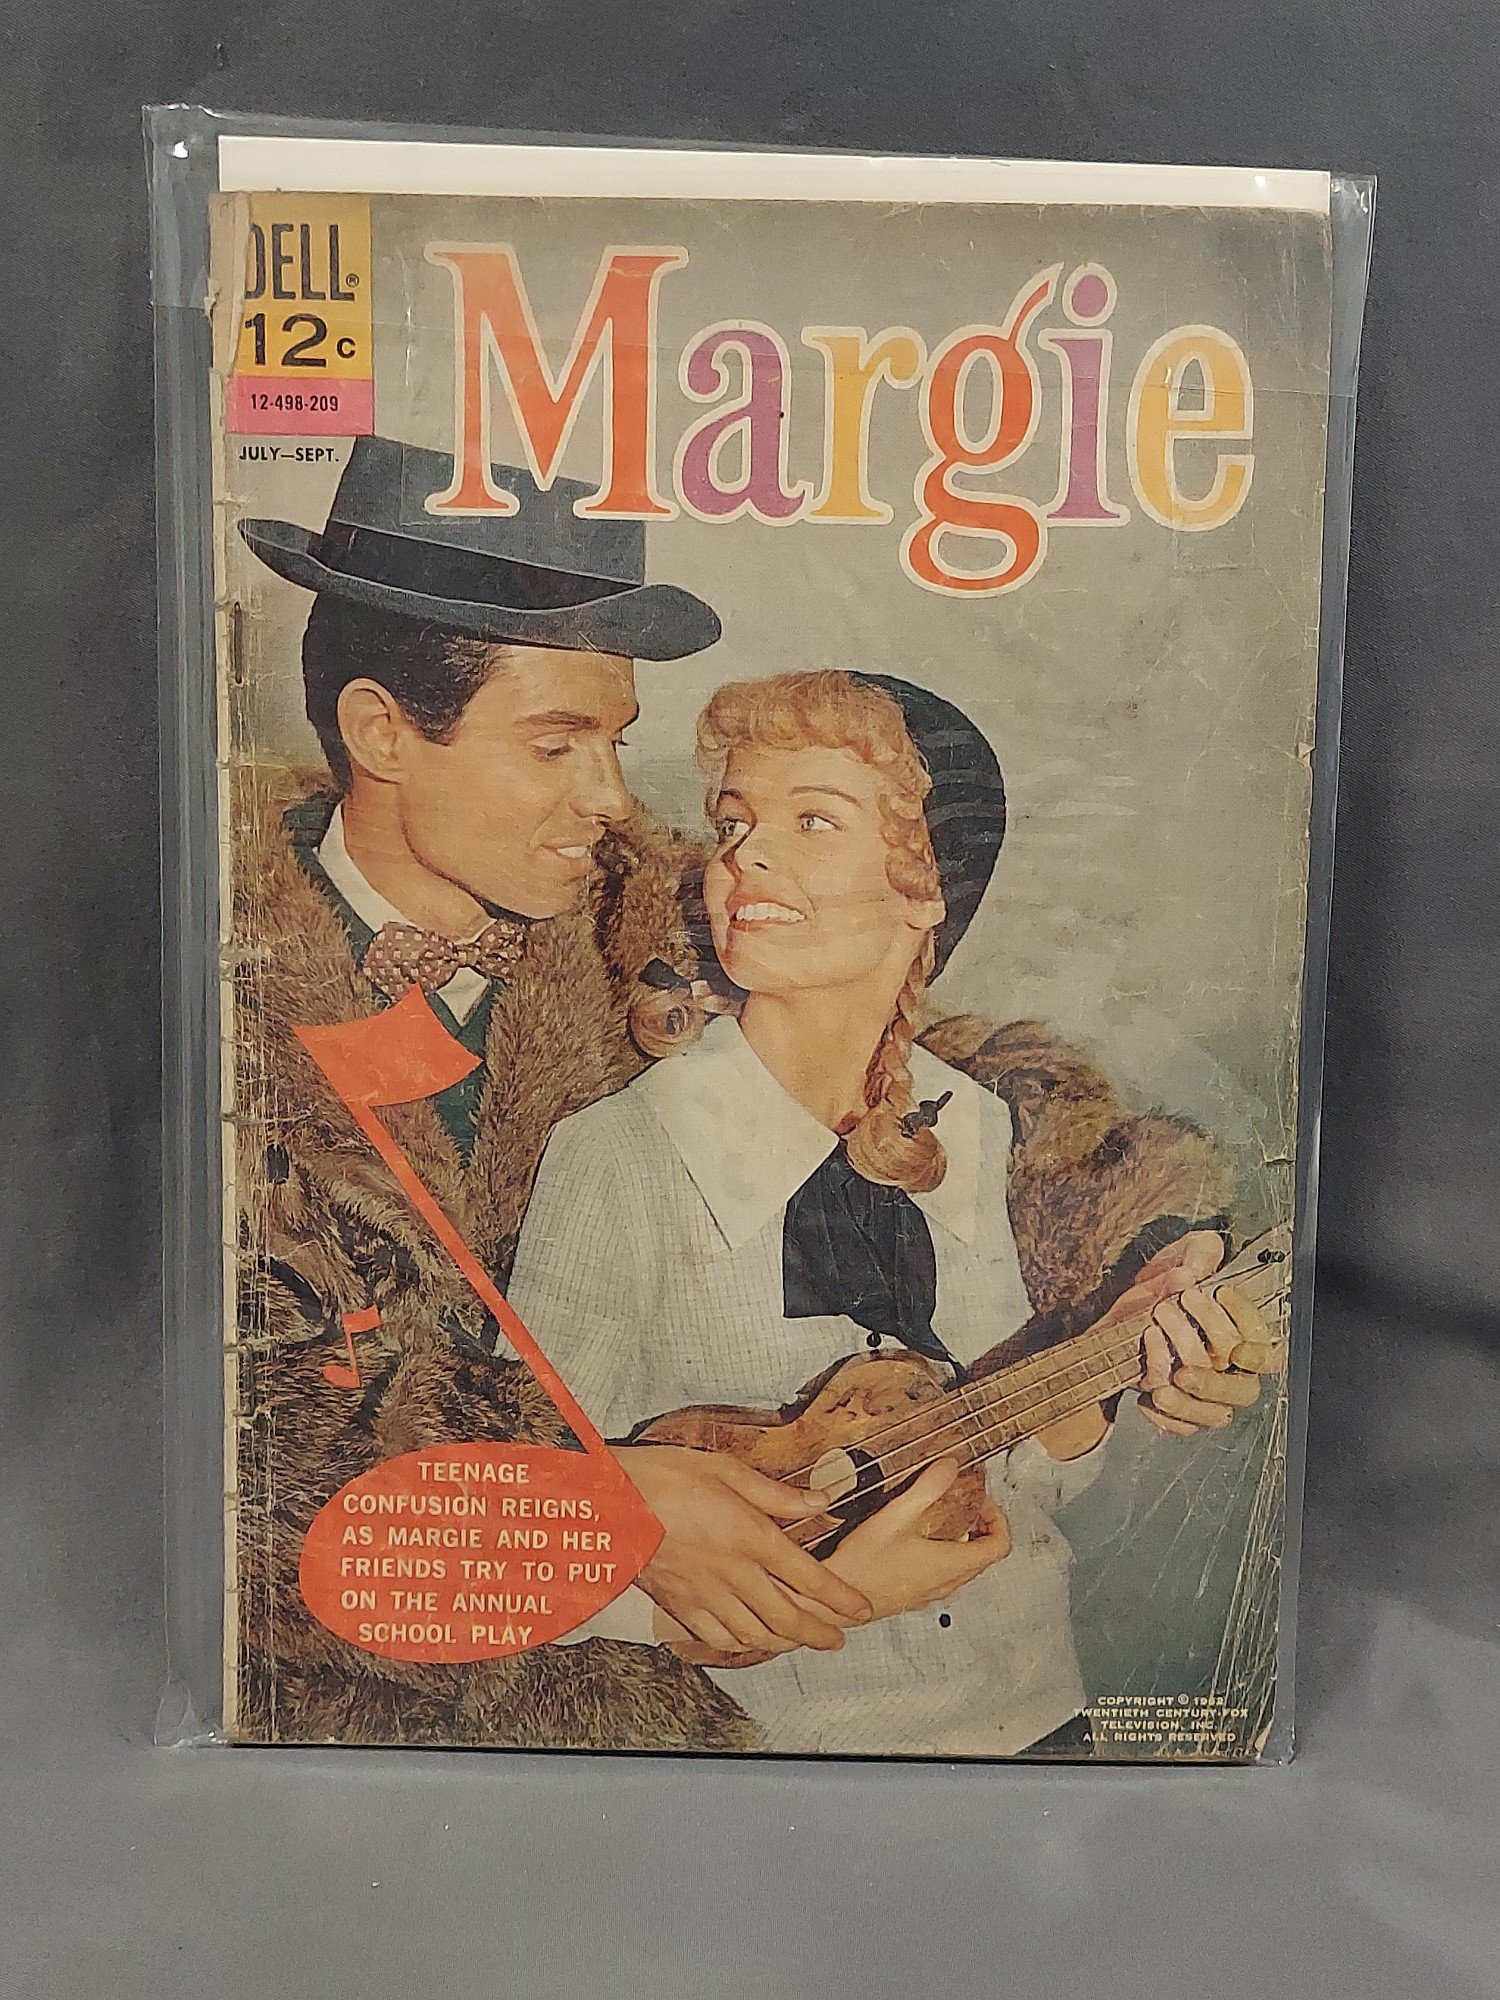 DELL®
12c
12-498-209
JULY—SEPT.
Margie
TEENAGE
CONFUSION REIGNS,
AS MARGIE AND HER
FRIENDS TRY TO PUT
ON THE ANNUAL
SCHOOL PLAY
COPYRIGHT © 1962
TWENTIETH CENTURY-FOX
TELEVISION, INC.
ALL RIGHTS RESERVED